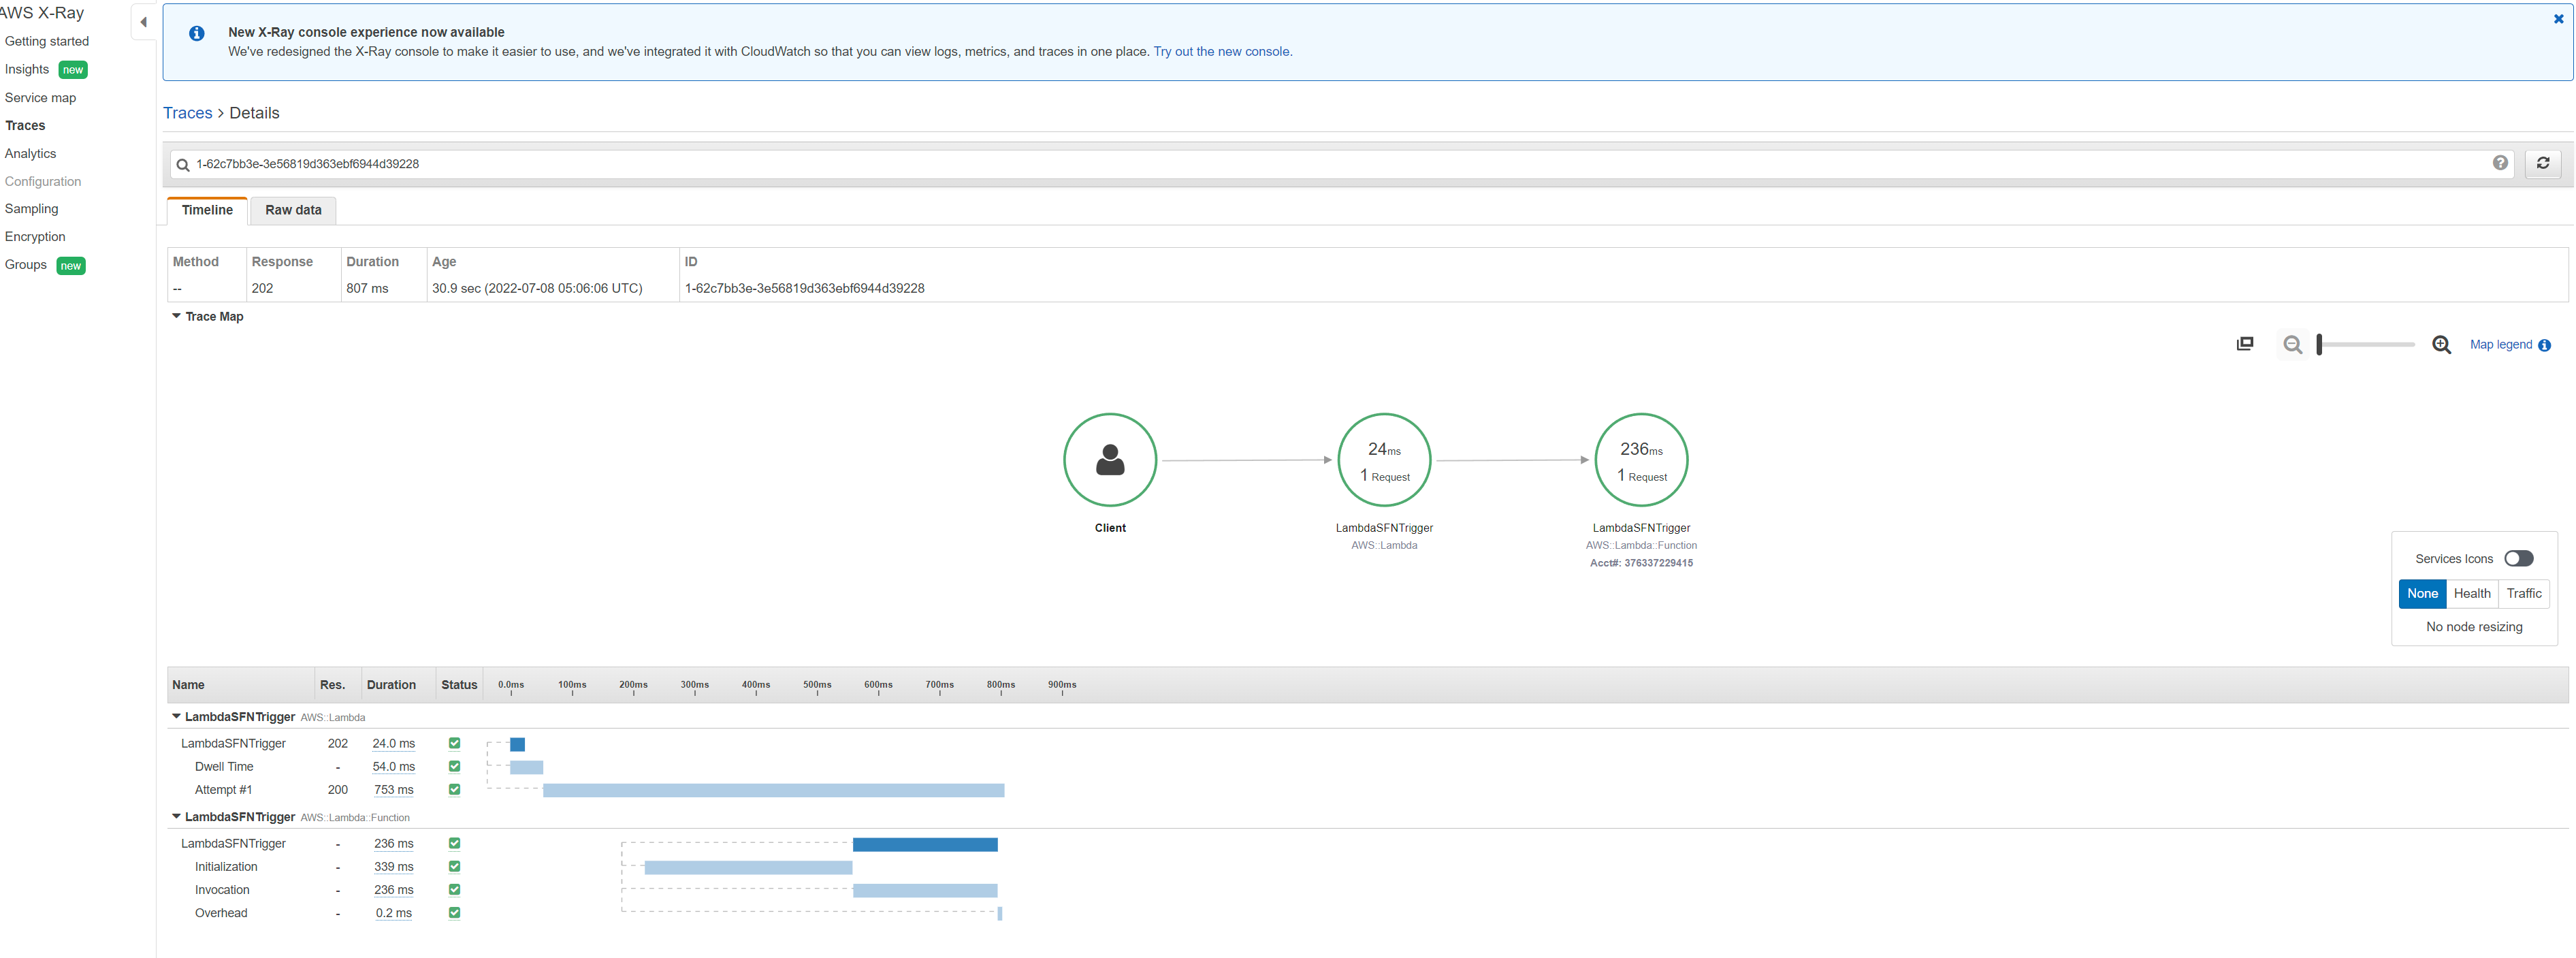 AWS X-Ray
Getting started
Insights new
Service map
Traces
Analytics
Configuration
Sampling
Encryption
Groups new
New X-Ray console experience now available
We've redesigned the X-Ray console to make it easier to use, and we've integrated it with CloudWatch so that you can view logs, metrics, and traces in one place. Try out the new console.
Traces > Details
1-62c7bb3e-3e56819d363ebf6944d39228
Timeline Raw data
Method Response Duration Age ID
-- 202 807 ms 30.9 sec (2022-07-08 05:06:06 UTC) 1-62c7bb3e-3e56819d363ebf6944d39228
Trace Map
Map legend
24ms
1 Request
236ms
1 Request
Client
LambdaSFNTrigger
AWS::Lambda
LambdaSFNTrigger
AWS::Lambda::Function
Acct#: 376337229415
Services Icons
None Health Traffic
No node resizing
Name Res. Duration Status 0.0ms 100ms 200ms 300ms 400ms 500ms 600ms 700ms 800ms 900ms
LambdaSFNTrigger AWS::Lambda
LambdaSFNTrigger 202 24.0 ms
Dwell Time - 54.0 ms
Attempt #1 200 753 ms
LambdaSFNTrigger AWS::Lambda::Function
LambdaSFNTrigger - 236 ms
Initialization - 339 ms
Invocation - 236 ms
Overhead - 0.2 ms